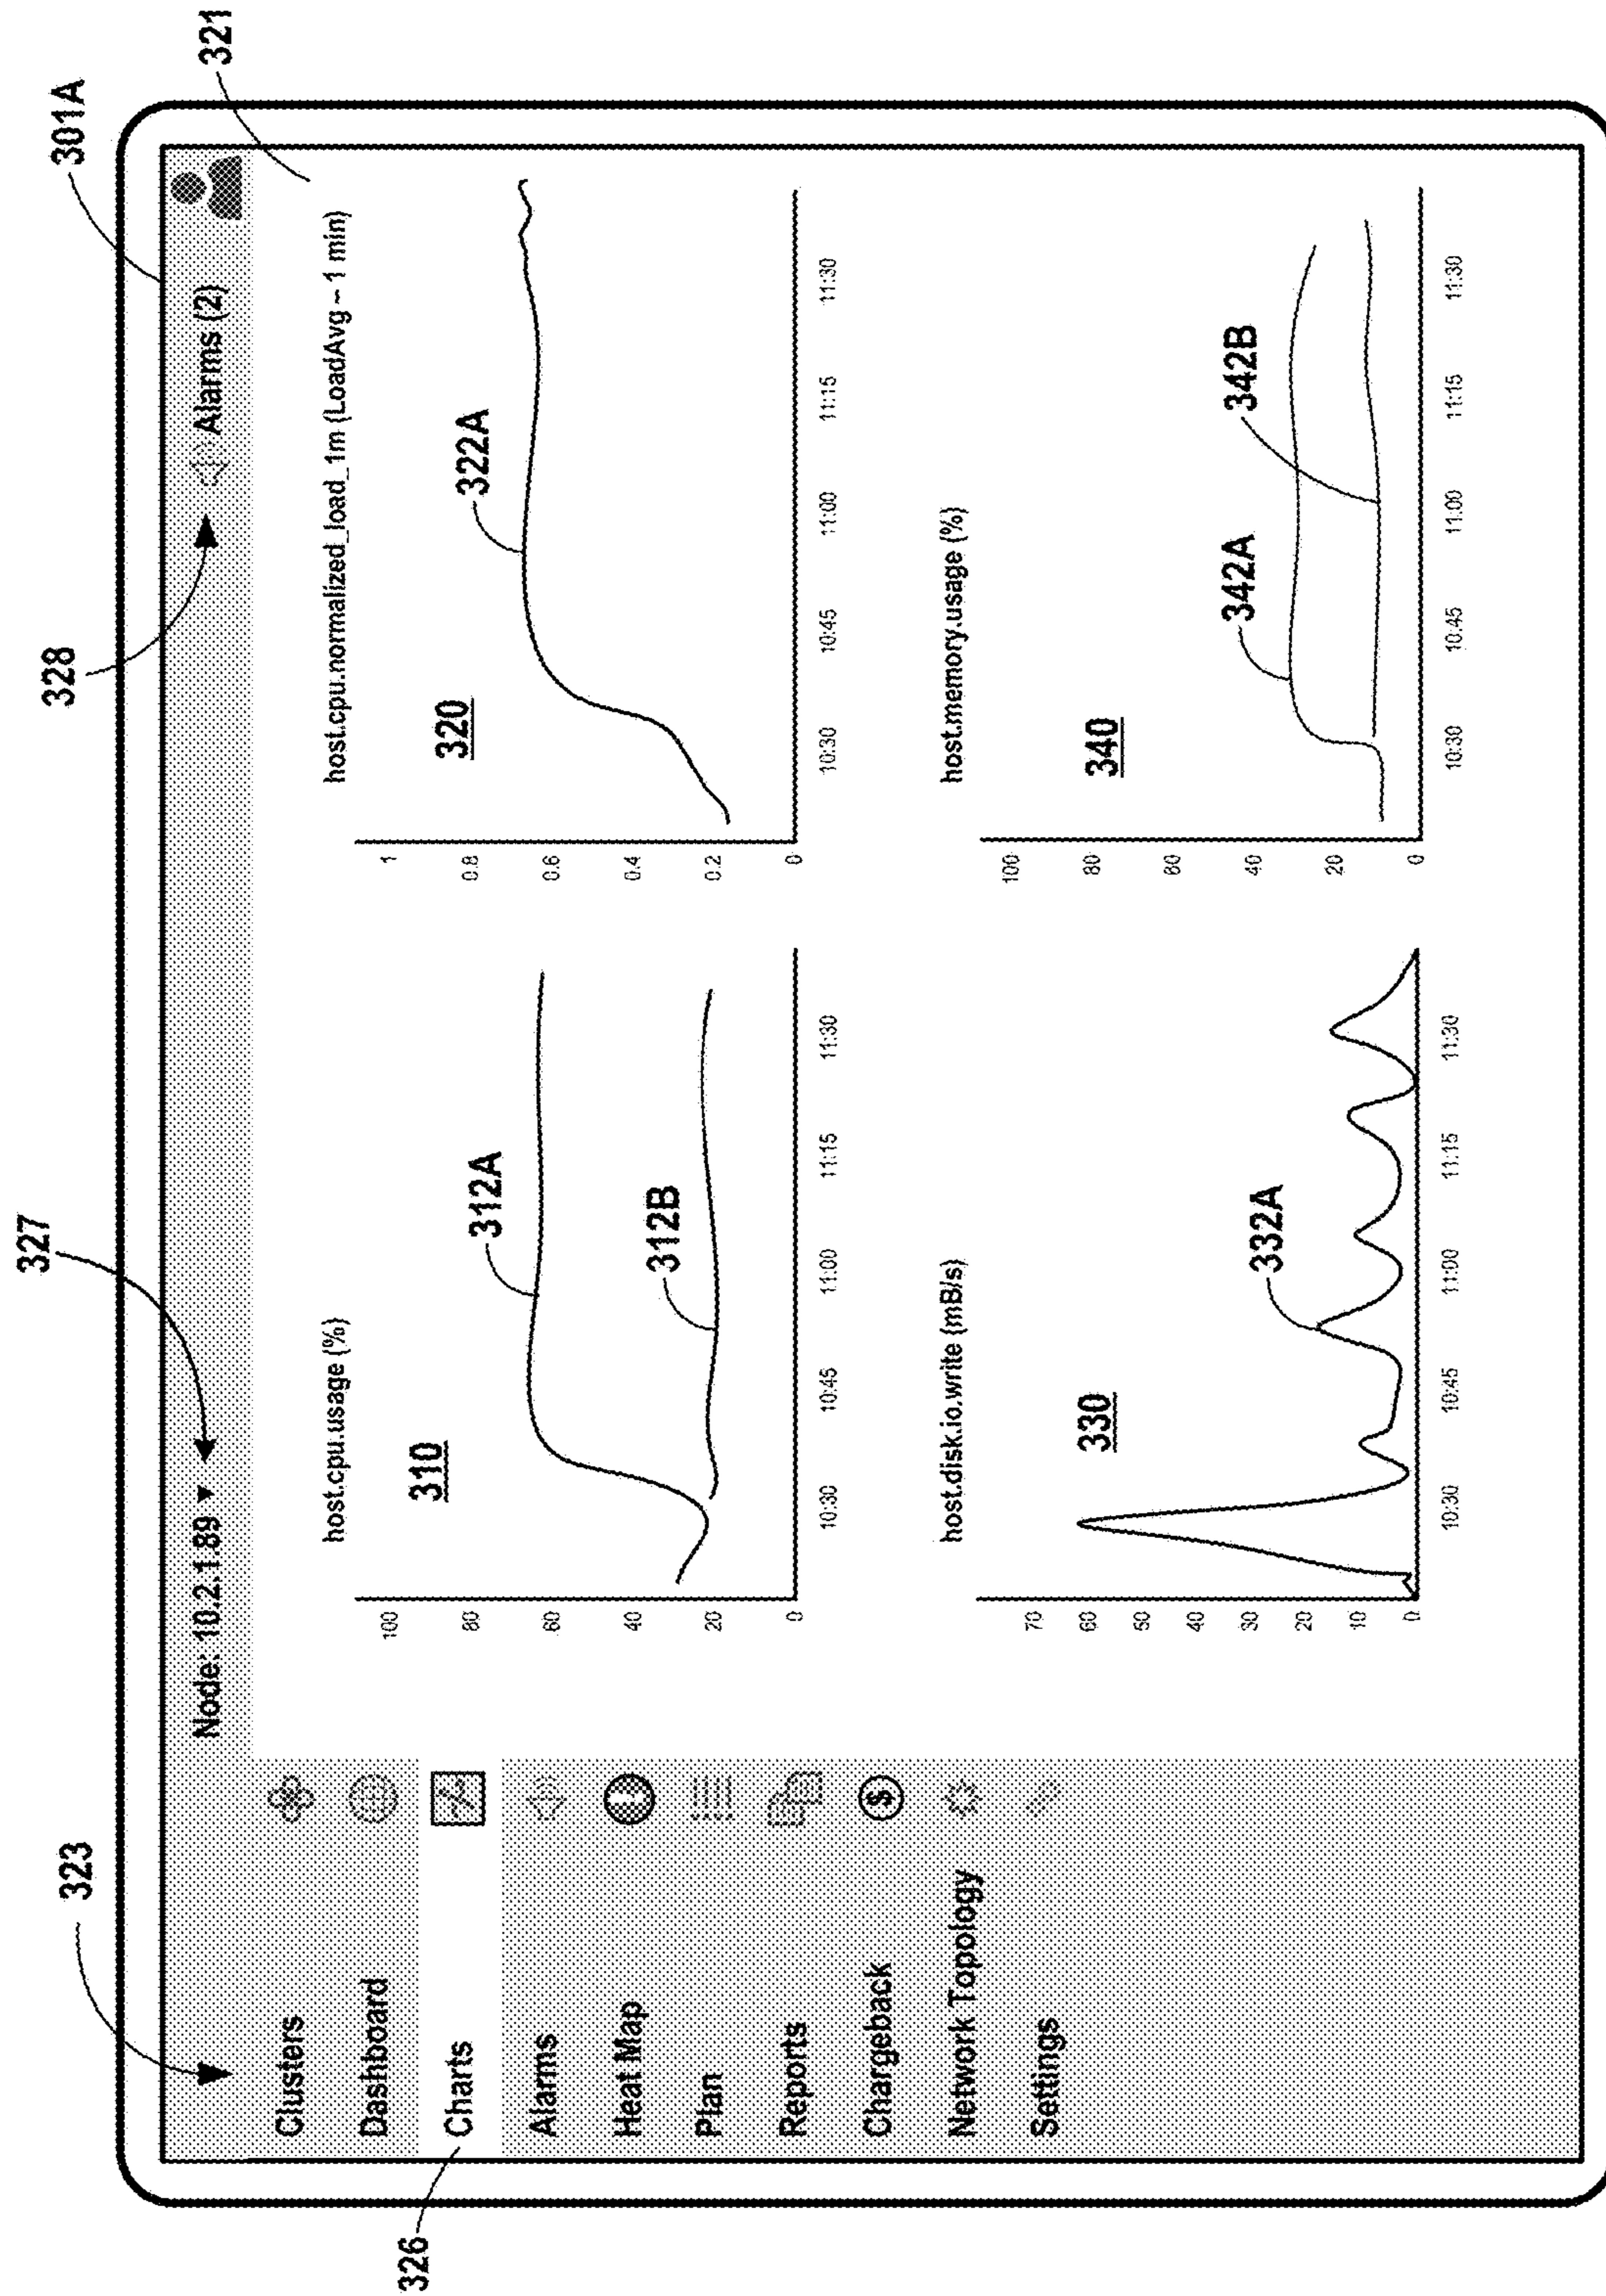 323
327
328
301A
321
326
Node: 10.2.1.89
Alarms (2)
Clusters
Dashboard
Charts
Alarms
Heat Map
Plan
Reports
Chargeback
$
Network Topology
Settings
host.cpu.usage (%)
310
312A
312B
100
80
60
40
20
0
10:30
10:45
11:00
11:15
11:30
host.cpu.normalized_load_1m (LoadAvg ~ 1 min)
320
322A
1
0.8
0.6
0.4
0.2
0
10:30
10:45
11:00
11:15
11:30
host.disk.io.write (mB/s)
330
332A
70
60
50
40
30
20
10
0
10:30
10:45
11:00
11:15
11:30
host.memory.usage (%)
340
342A
342B
100
80
60
40
20
0
10:30
10:45
11:00
11:15
11:30